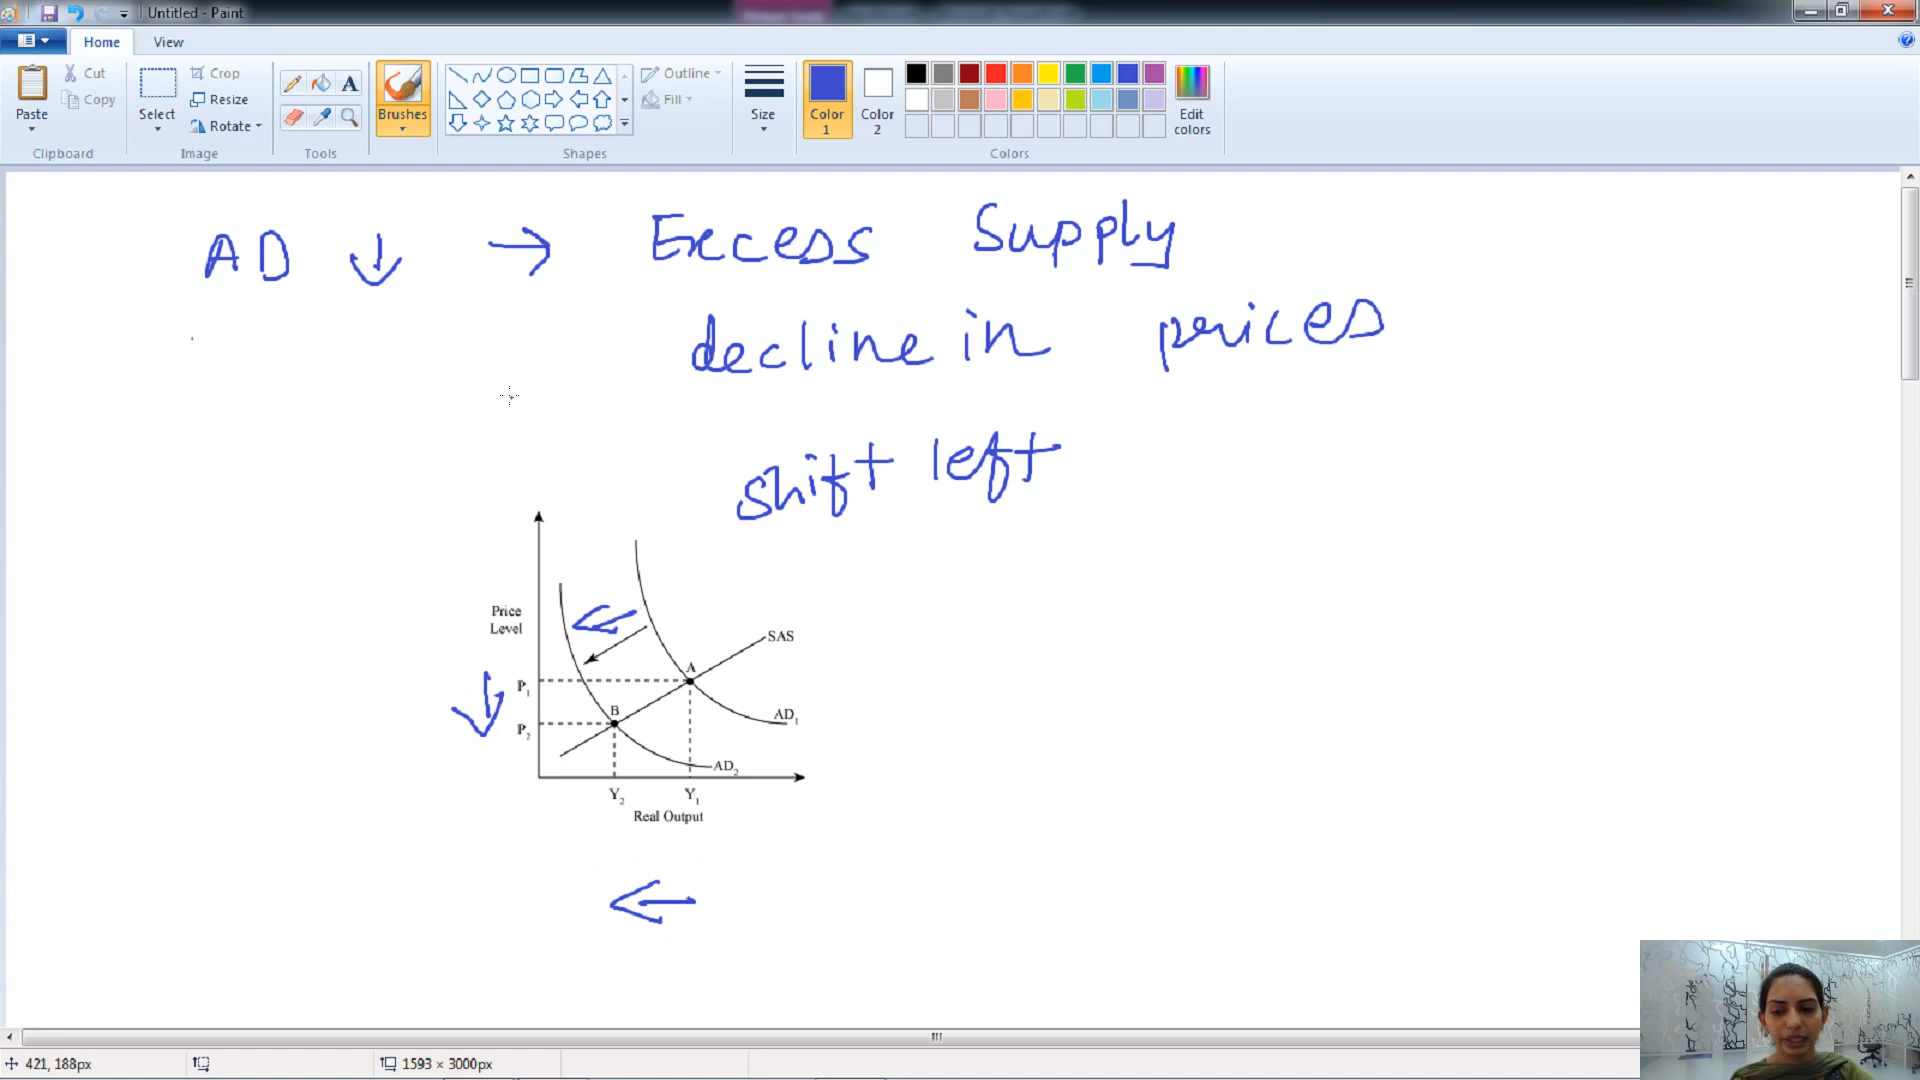 Untitled - Paint
Home View
Cut
Copy
Paste
Clipboard
Select
Crop
Resize
Rotate
Image
Tools
Brushes
Shapes
Outline
Fill
Size
Color 1
Color 2
Edit colors
Colors
AD ↓ → Excess Supply
decline in prices
shift left
Price Level
SAS
A
P1
B
P2
AD1
AD2
Y2 Y1
Real Output
421, 188px
1593 × 3000px